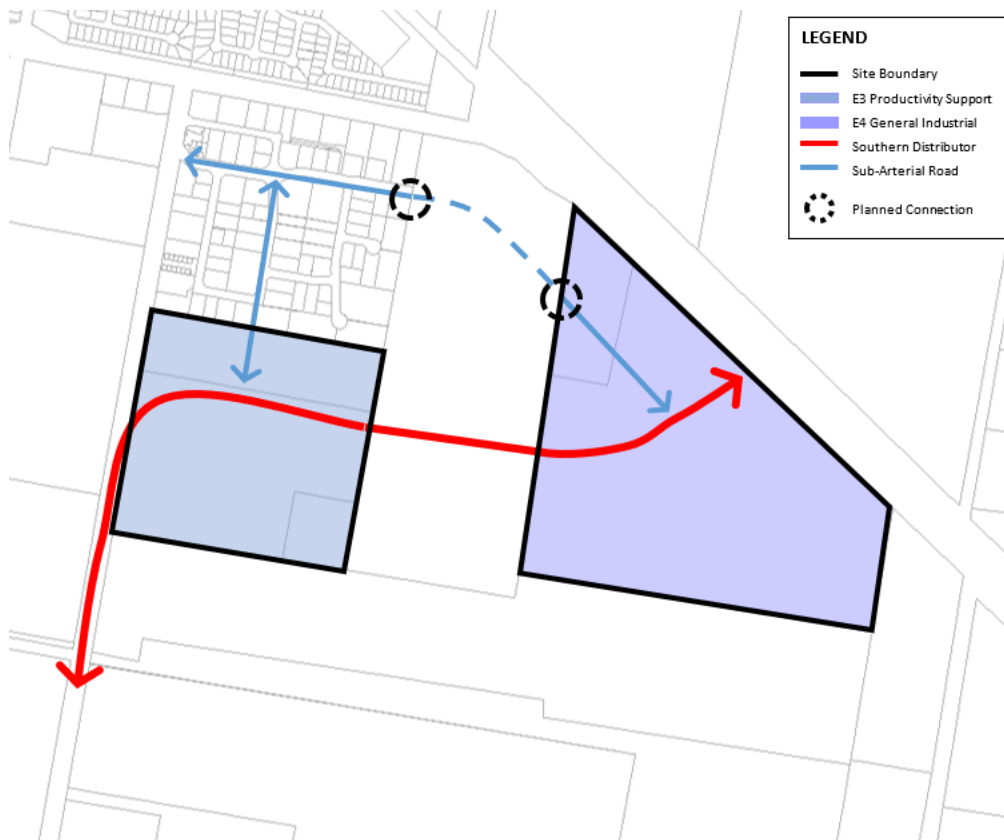 LEGEND
Site Boundary
E3 Productivity Support
E4 General Industrial
Southern Distributor
Sub-Arterial Road
Planned Connection